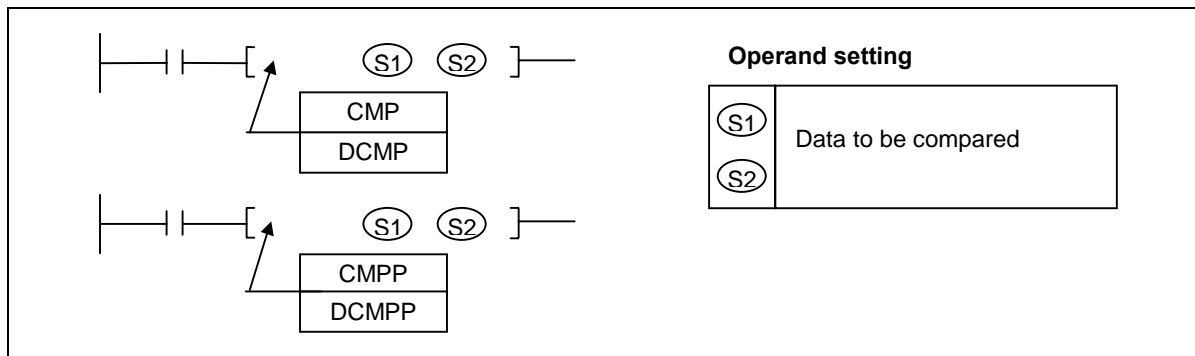 S1 S2
CMP
DCMP
S1 S2
CMPP
DCMPP
Operand setting
S1
Data to be compared
S2